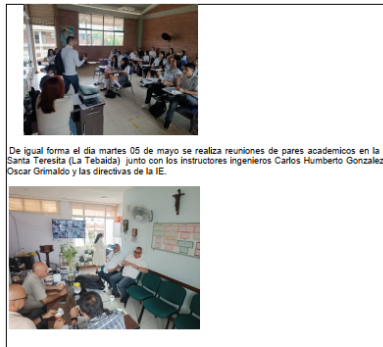 De igual forma el dia martes 05 de mayo se realiza reuniones de pares academicos en la
Santa Teresita (La Tebaida) junto con los instructores ingenieros Carlos Humberto Gonzalez
Oscar Grimaldo y las directivas de la IE.